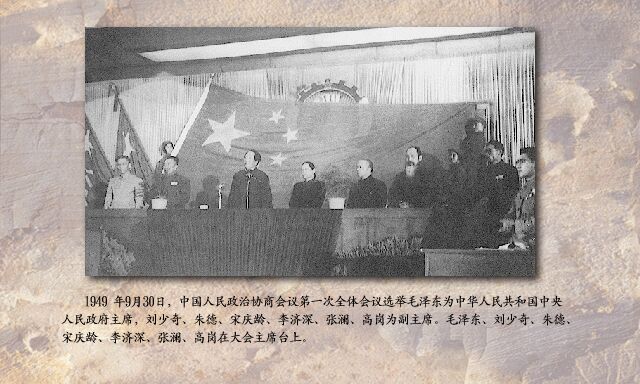 1949 年9月30日，中国人民政治协商会议第一次全体会议选举毛泽东为中华人民共和国中央
人民政府主席，刘少奇、朱德、宋庆龄、李济深、张澜、高岗为副主席。毛泽东、刘少奇、朱德、
宋庆龄、李济深、张澜、高岗在大会主席台上。